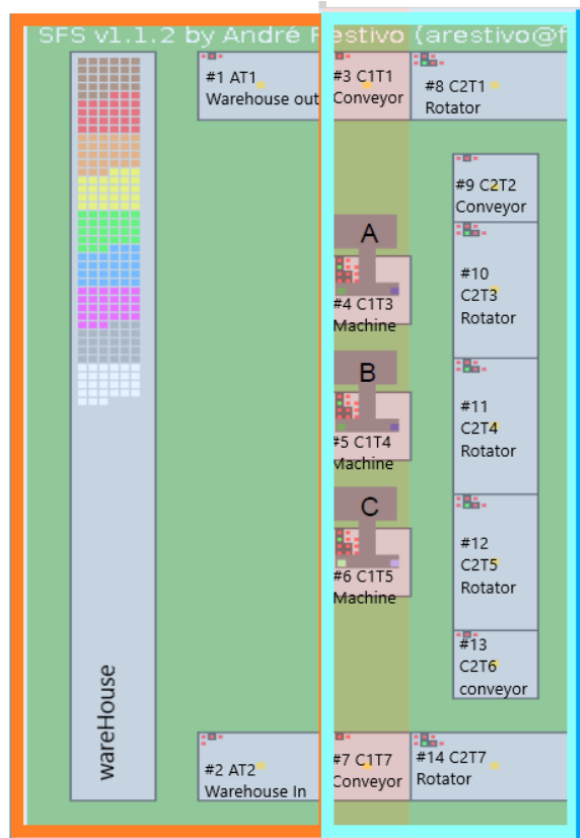 SFS v1.1.2 by André Restivo (arestivo@f
#1 AT1
Warehouse out
#3 C1T1
Conveyor
#8 C2T1
Rotator
#9 C2T2
Conveyor
A
#4 C1T3
Machine
#10
C2T3
Rotator
B
#5 C1T4
Machine
#11
C2T4
Rotator
C
#6 C1T5
Machine
#12
C2T5
Rotator
#13
C2T6
conveyor
wareHouse
#2 AT2
Warehouse In
#7 C1T7
Conveyor
#14 C2T7
Rotator